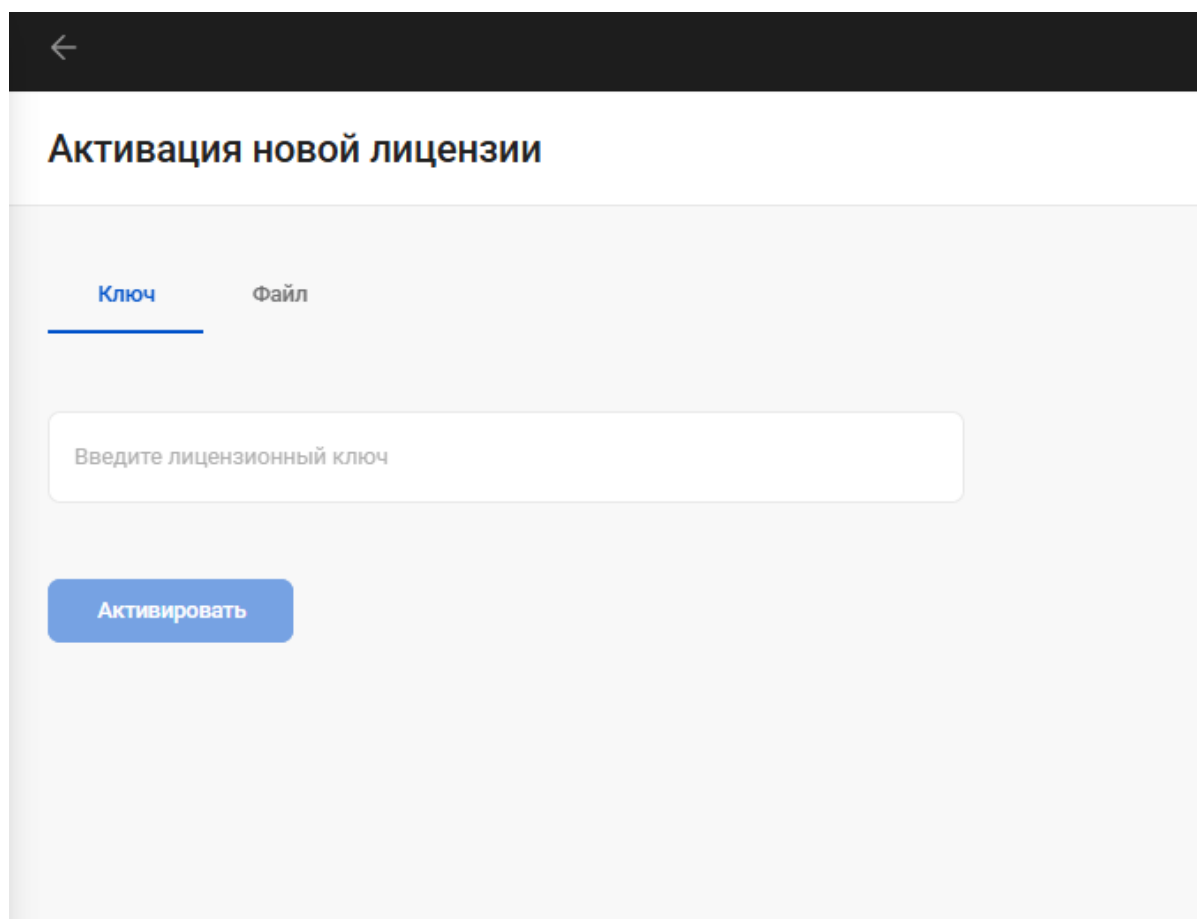 Активация новой лицензии
Ключ Файл
Введите лицензионный ключ
Активировать